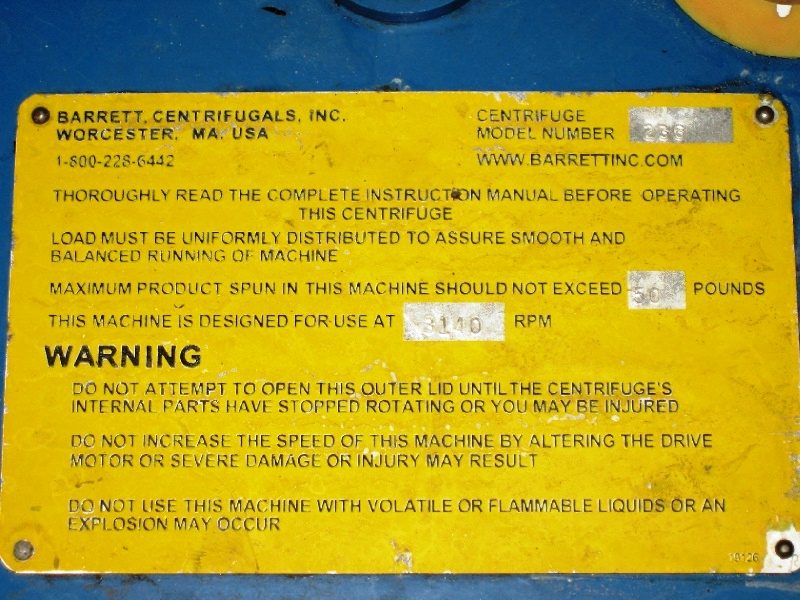 BARRETT CENTRIFUGALS, INC.
WORCESTER, MA. USA
1-800-228-6442
CENTRIFUGE
MODEL NUMBER
WWW.BARRETTINC.COM
THOROUGHLY READ THE COMPLETE INSTRUCTION MANUAL BEFORE OPERATING
THIS CENTRIFUGE
LOAD MUST BE UNIFORMLY DISTRIBUTED TO ASSURE SMOOTH AND
BALANCED RUNNING OF MACHINE
MAXIMUM PRODUCT SPUN IN THIS MACHINE SHOULD NOT EXCEED 50 POUNDS
THIS MACHINE IS DESIGNED FOR USE AT 3140 RPM
WARNING
DO NOT ATTEMPT TO OPEN THIS OUTER LID UNTIL THE CENTRIFUGE'S
INTERNAL PARTS HAVE STOPPED ROTATING OR YOU MAY BE INJURED
DO NOT INCREASE THE SPEED OF THIS MACHINE BY ALTERING THE DRIVE
MOTOR OR SEVERE DAMAGE OR INJURY MAY RESULT
DO NOT USE THIS MACHINE WITH VOLATILE OR FLAMMABLE LIQUIDS OR AN
EXPLOSION MAY OCCUR